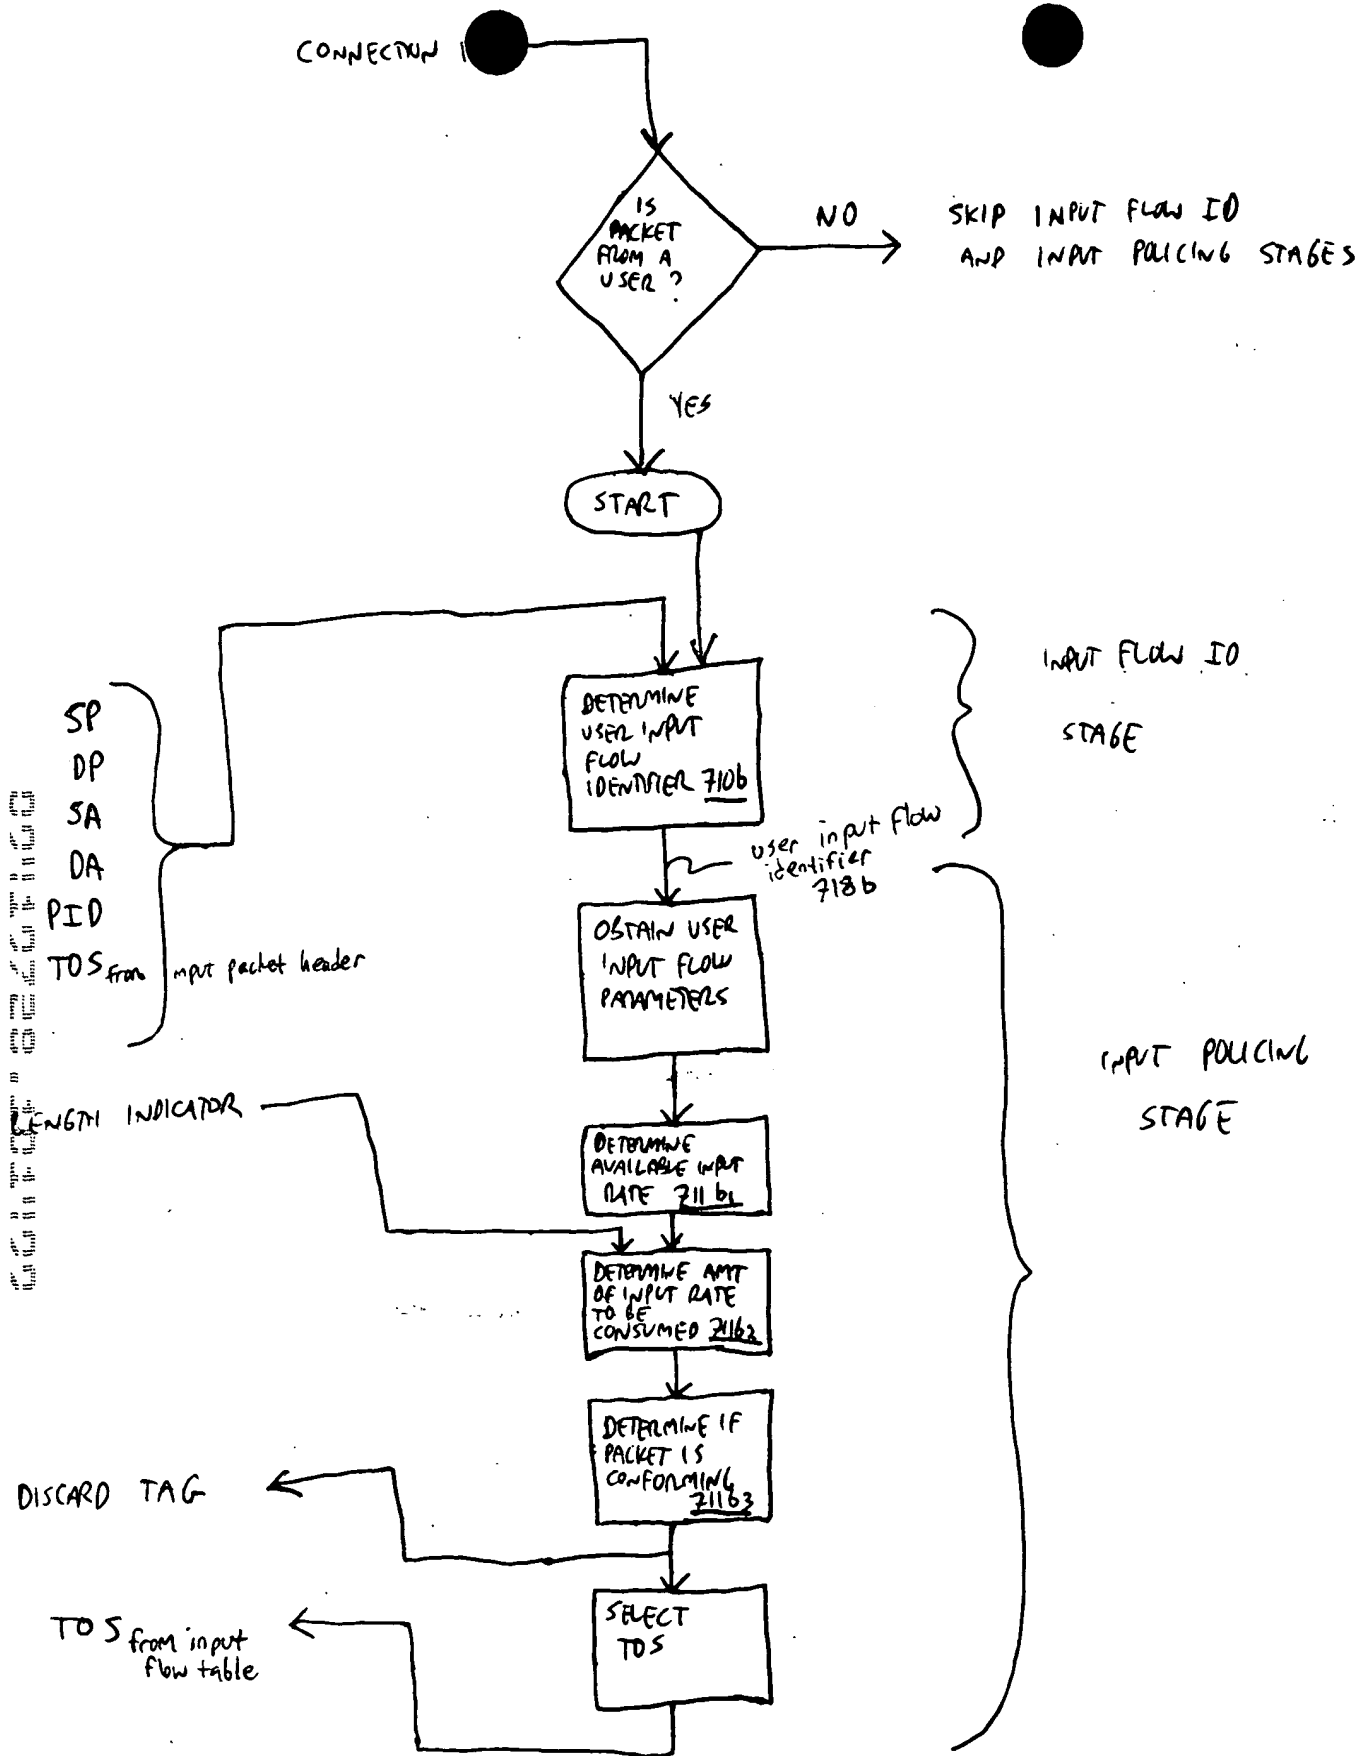 CONNECTION 1
IS
PACKET
FROM A
USER?
NO
SKIP INPUT FLOW ID
AND INPUT POLICING STAGES
YES
START
DETERMINE
USER INPUT
FLOW
IDENTIFIER 710b
INPUT FLOW ID
STAGE
SP
DP
SA
DA
PID
TOS from input packet header
user input flow
identifier
718b
OBTAIN USER
INPUT FLOW
PARAMETERS
INPUT POLICING
STAGE
LENGTH INDICATOR
DETERMINE
AVAILABLE INPUT
RATE 711b1
DETERMINE AMT
OF INPUT RATE
TO BE
CONSUMED 711b2
DETERMINE IF
PACKET IS
CONFORMING
711b3
DISCARD TAG
SELECT
TOS
TOS from input
flow table